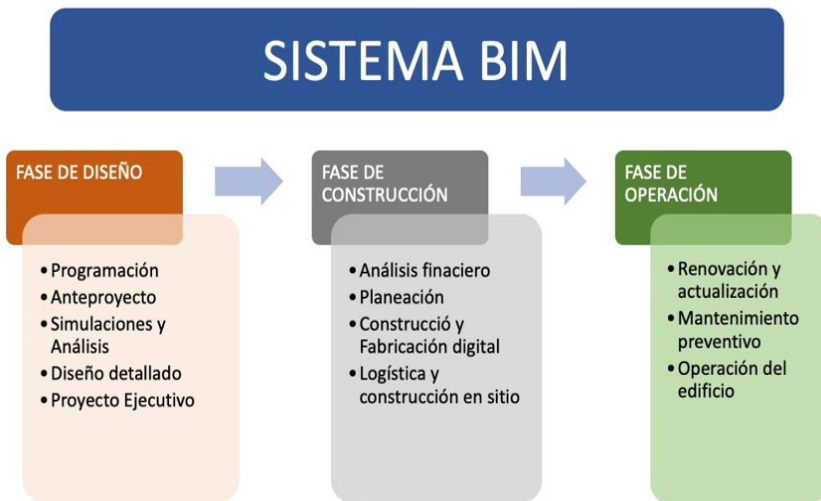 SISTEMA BIM
FASE DE DISEÑO
• Programación
• Anteproyecto
• Simulaciones y
Análisis
• Diseño detallado
• Proyecto Ejecutivo
FASE DE
CONSTRUCCIÓN
• Análisis finaciero
• Planeación
• Construcció y
Fabricación digital
• Logística y
construcción en sitio
FASE DE
OPERACIÓN
• Renovación y
actualización
• Mantenimiento
preventivo
• Operación del
edificio